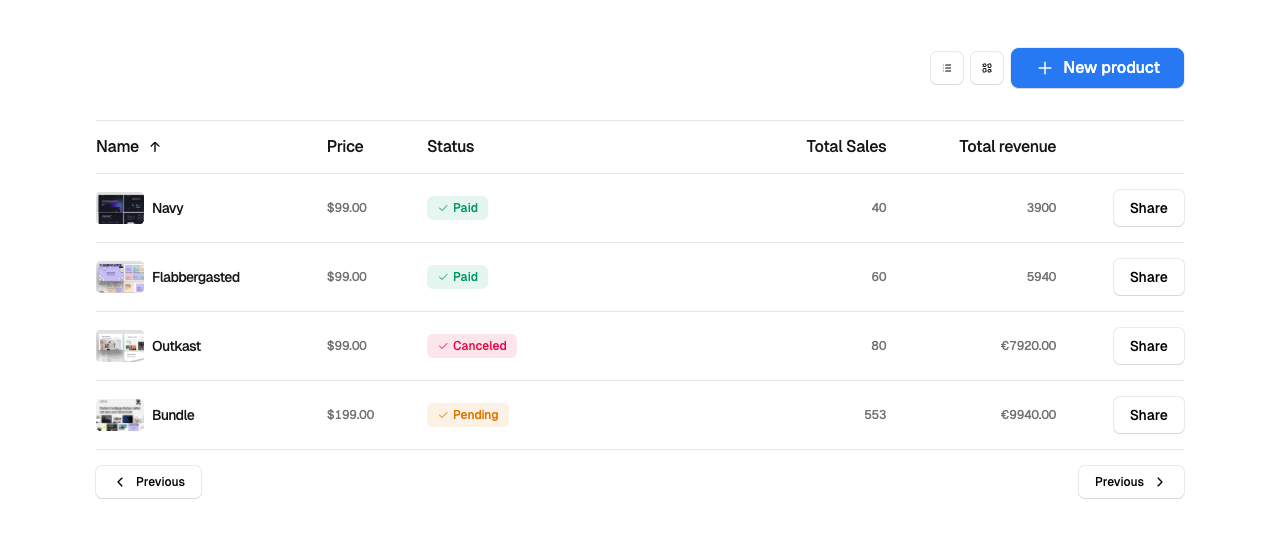 New product
Name Price Status Total Sales Total revenue
Navy $99.00 Paid 40 3900 Share
Flabbergasted $99.00 Paid 60 5940 Share
Outkast $99.00 Canceled 80 €7920.00 Share
Bundle $199.00 Pending 553 €9940.00 Share
Previous Previous